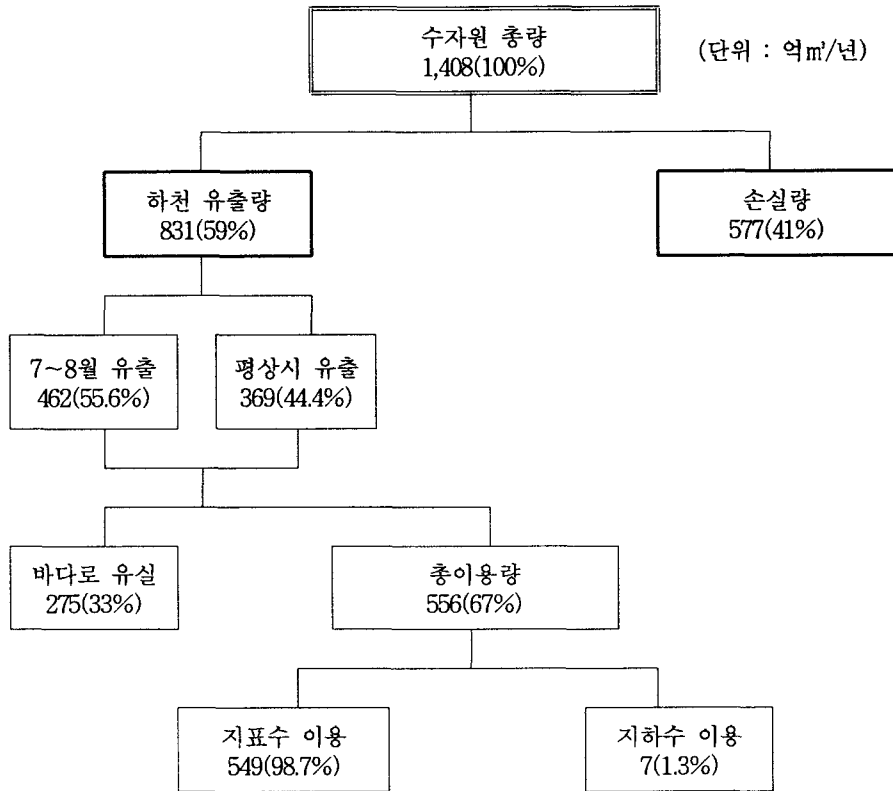 수자원 총량
1,408(100%)
(단위 : 억㎥/년)
하천 유출량
831(59%)
손실량
577(41%)
7~8월 유출
462(55.6%)
평상시 유출
369(44.4%)
바다로 유실
275(33%)
총이용량
556(67%)
지표수 이용
549(98.7%)
지하수 이용
7(1.3%)